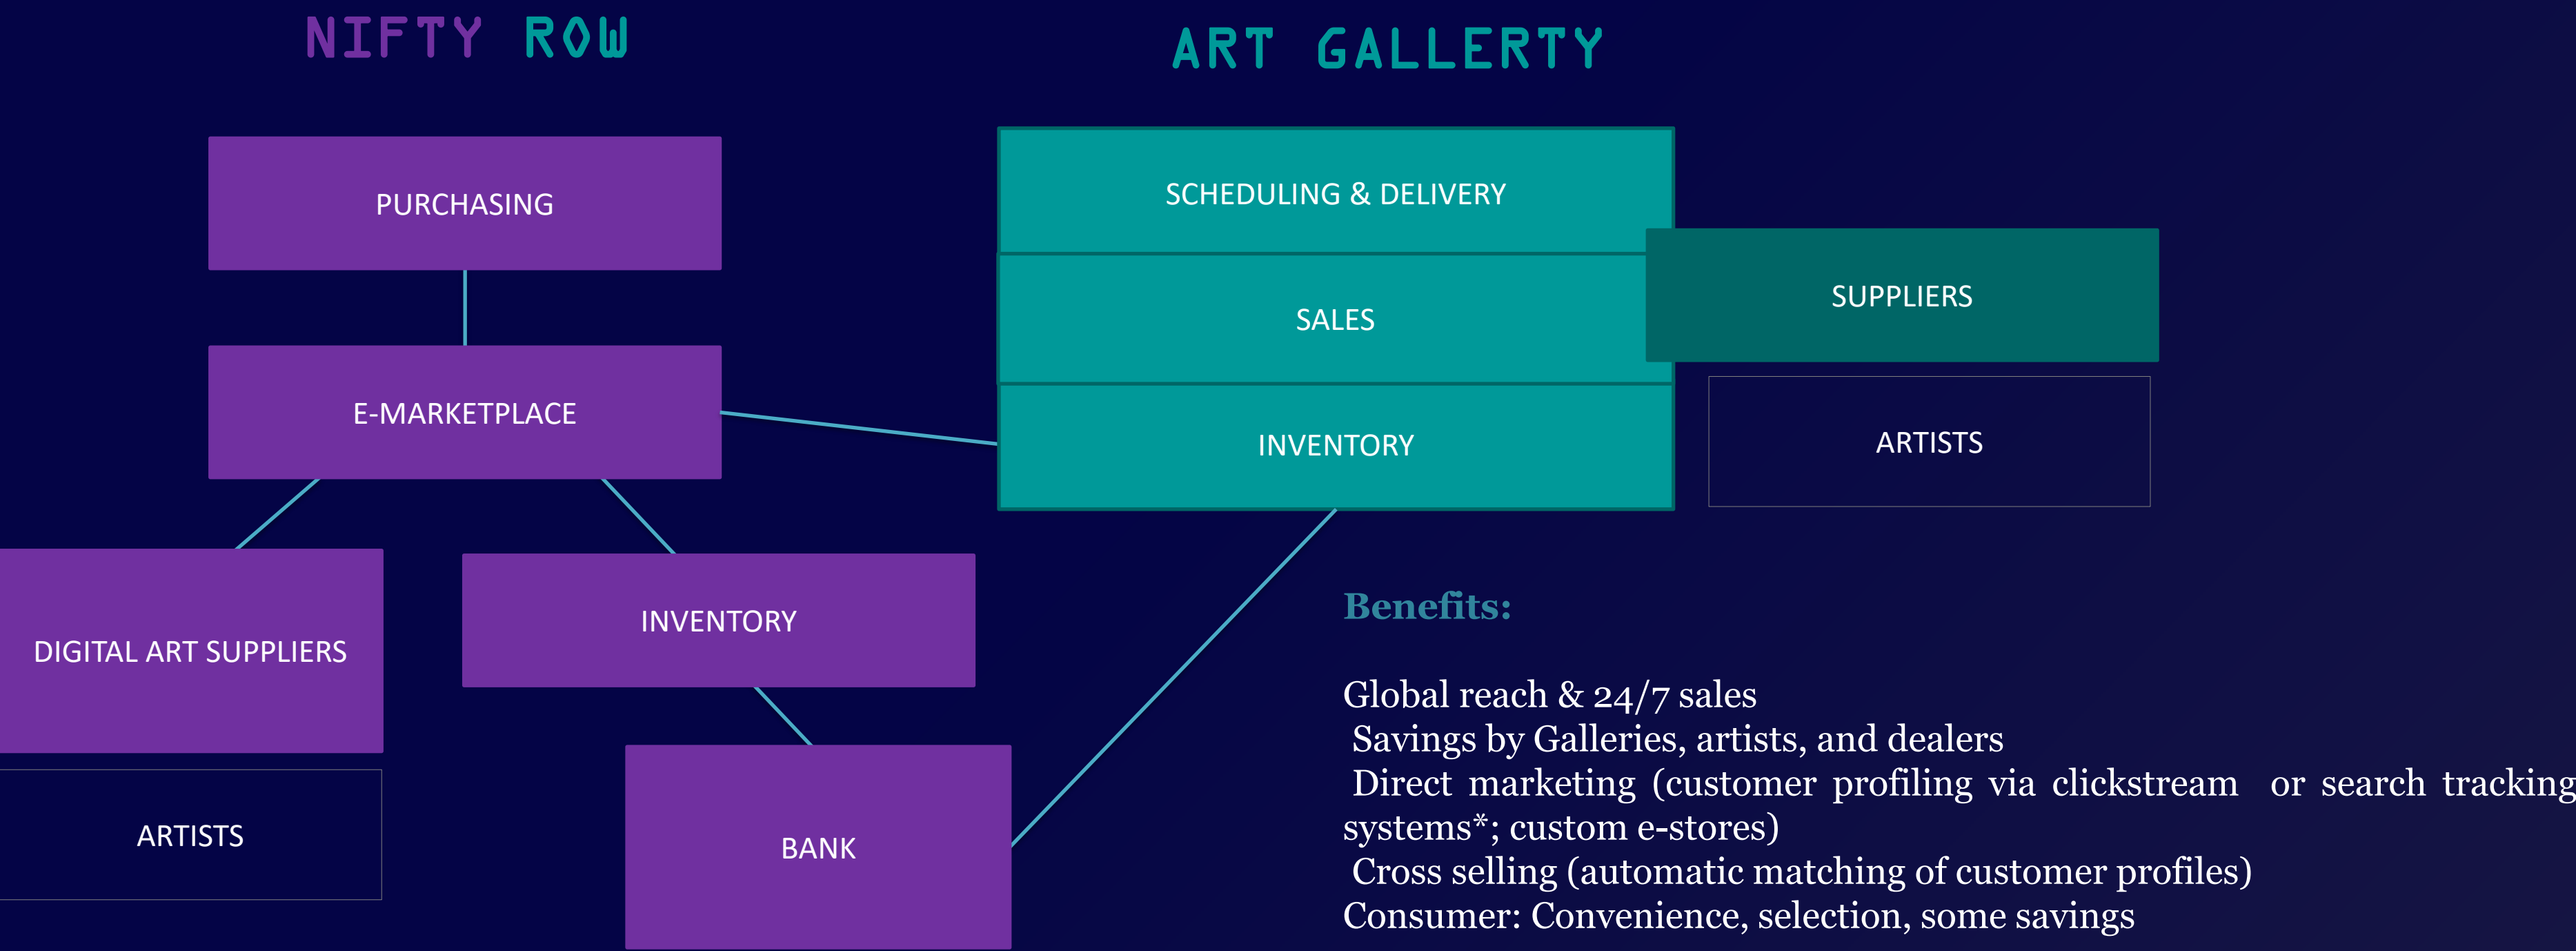 NIFTY ROW
ART GALLERTY
PURCHASING
SCHEDULING & DELIVERY
SUPPLIERS
SALES
E-MARKETPLACE
INVENTORY
ARTISTS
DIGITAL ART SUPPLIERS
INVENTORY
ARTISTS
BANK
Benefits:
Global reach & 24/7 sales
Savings by Galleries, artists, and dealers
Direct marketing (customer profiling via clickstream or search tracking
systems*; custom e-stores)
Cross selling (automatic matching of customer profiles)
Consumer: Convenience, selection, some savings